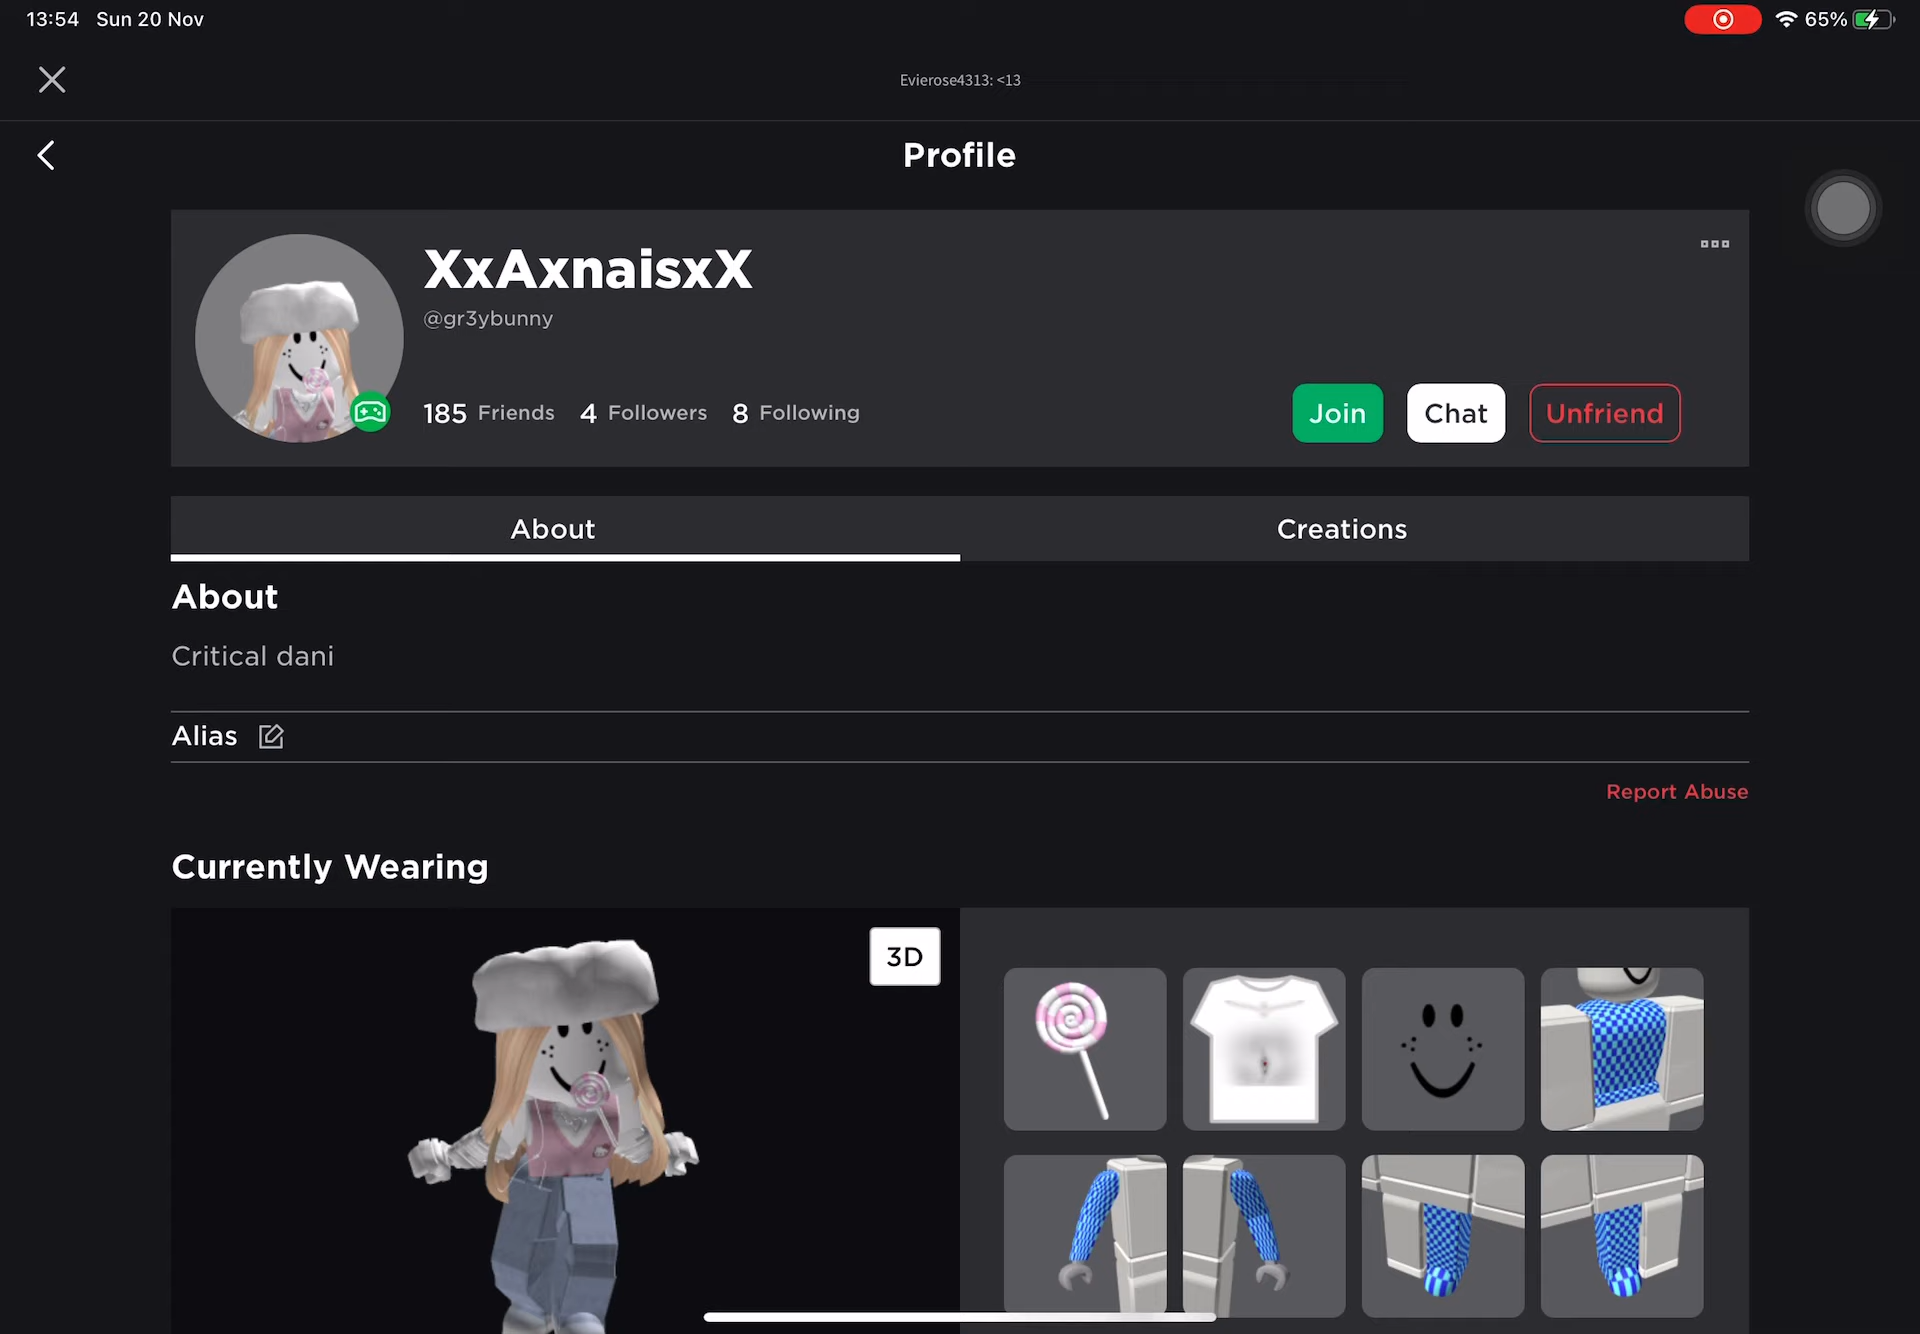 13:54 Sun 20 Nov
65%
Evierose4313: <13
Profile
XxAxnaisxX
@gr3ybunny
185 Friends 4 Followers 8 Following
Join Chat Unfriend
About Creations
About
Critical dani
Alias
Report Abuse
Currently Wearing
3D